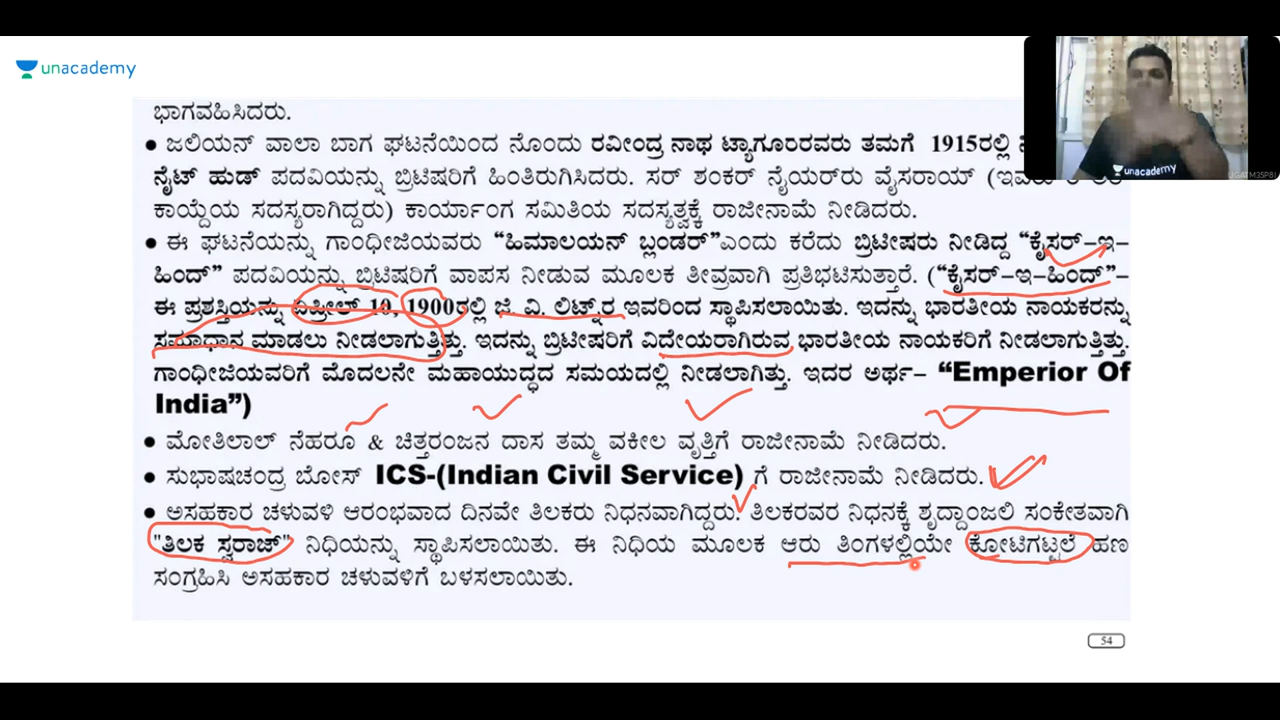 unacademy
ಭಾಗವಹಿಸಿದರು.
• ಜಲಿಯನ್ ವಾಲಾ ಬಾಗ ಘಟನೆಯಿಂದ ನೊಂದು ರವೀಂದ್ರ ನಾಥ ಟ್ಯಾಗೂರರವರು ತಮಗೆ 1915ರಲ್ಲಿ
ನೈಟ್ ಹುಡ್ ಪದವಿಯನ್ನು ಬ್ರಿಟಿಷರಿಗೆ ಹಿಂತಿರುಗಿಸಿದರು. ಸರ್ ಶಂಕರ್ ನೈಯರ್‌ರು ವೈಸರಾಯ್
ಕಾಯ್ದೆಯ ಸದಸ್ಯರಾಗಿದ್ದರು) ಕಾರ್ಯಾಂಗ ಸಮಿತಿಯ ಸದಸ್ಯತ್ವಕ್ಕೆ ರಾಜೀನಾಮೆ ನೀಡಿದರು.
• ಈ ಘಟನೆಯನ್ನು ಗಾಂಧೀಜಿಯವರು “ಹಿಮಾಲಯನ್ ಬ್ಲಂಡರ್”ಎಂದು ಕರೆದು ಬ್ರಿಟೀಷರು ನೀಡಿದ್ದ “ಕೈಸರ್–ಇ–
ಹಿಂದ್” ಪದವಿಯನ್ನು ಬ್ರಿಟಿಷರಿಗೆ ವಾಪಸ ನೀಡುವ ಮೂಲಕ ತೀವ್ರವಾಗಿ ಪ್ರತಿಭಟಿಸುತ್ತಾರೆ. (“ಕೈಸರ್–ಇ–ಹಿಂದ್”–
ಈ ಪ್ರಶಸ್ತಿಯನ್ನು ಏಪ್ರೀಲ್ 10, 1900ರಲ್ಲಿ ಜಿ. ವಿ. ಲಿಟ್ನ್‌ರ ಇವರಿಂದ ಸ್ಥಾಪಿಸಲಾಯಿತು. ಇದನ್ನು ಭಾರತೀಯ ನಾಯಕರನ್ನು
ಸಮಾಧಾನ ಮಾಡಲು ನೀಡಲಾಗುತ್ತಿತ್ತು. ಇದನ್ನು ಬ್ರಿಟೀಷರಿಗೆ ವಿದೇಯರಾಗಿರುವ ಭಾರತೀಯ ನಾಯಕರಿಗೆ ನೀಡಲಾಗುತ್ತಿತ್ತು.
ಗಾಂಧೀಜಿಯವರಿಗೆ ಮೊದಲನೇ ಮಹಾಯುದ್ಧದ ಸಮಯದಲ್ಲಿ ನೀಡಲಾಗಿತ್ತು. ಇದರ ಅರ್ಥ– “Emperior Of
India”)
• ಮೋತಿಲಾಲ್ ನೆಹರೂ & ಚಿತ್ತರಂಜನ ದಾಸ ತಮ್ಮ ವಕೀಲ ವೃತ್ತಿಗೆ ರಾಜೀನಾಮೆ ನೀಡಿದರು.
• ಸುಭಾಷಚಂದ್ರ ಬೋಸ್ ICS-(Indian Civil Service) ಗೆ ರಾಜೀನಾಮೆ ನೀಡಿದರು.
• ಅಸಹಕಾರ ಚಳುವಳಿ ಆರಂಭವಾದ ದಿನವೇ ತಿಲಕರು ನಿಧನವಾಗಿದ್ದರು. ತಿಲಕರವರ ನಿಧನಕ್ಕೆ ಶೃದ್ದಾಂಜಲಿ ಸಂಕೇತವಾಗಿ
"ತಿಲಕ ಸ್ವರಾಜ್" ನಿಧಿಯನ್ನು ಸ್ಥಾಪಿಸಲಾಯಿತು. ಈ ನಿಧಿಯ ಮೂಲಕ ಆರು ತಿಂಗಳಲ್ಲಿಯೇ ಕೋಟಿಗಟ್ಟಲೆ ಹಣ
ಸಂಗ್ರಹಿಸಿ ಅಸಹಕಾರ ಚಳುವಳಿಗೆ ಬಳಸಲಾಯಿತು.
54
unacademy